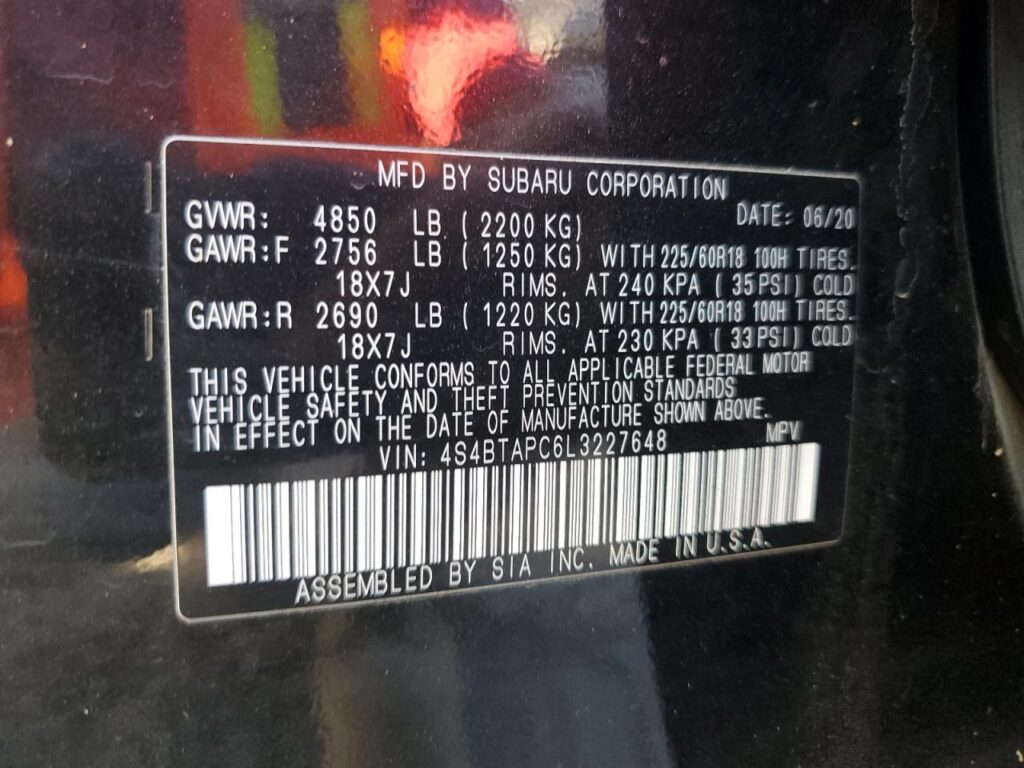 MFD BY SUBARU CORPORATION
GVWR: 4850 LB ( 2200 KG) DATE: 06/20
GAWR:F 2756 LB ( 1250 KG) WITH 225/60R18 100H TIRES.
18X7J RIMS. AT 240 KPA ( 35 PSI) COLD
GAWR:R 2690 LB ( 1220 KG) WITH 225/60R18 100H TIRES.
18X7J RIMS. AT 230 KPA ( 33 PSI) COLD
THIS VEHICLE CONFORMS TO ALL APPLICABLE FEDERAL MOTOR
VEHICLE SAFETY AND THEFT PREVENTION STANDARDS
IN EFFECT ON THE DATE OF MANUFACTURE SHOWN ABOVE.
VIN: 4S4BTAPC6L3227648 MPV
ASSEMBLED BY SIA INC. MADE IN U.S.A.